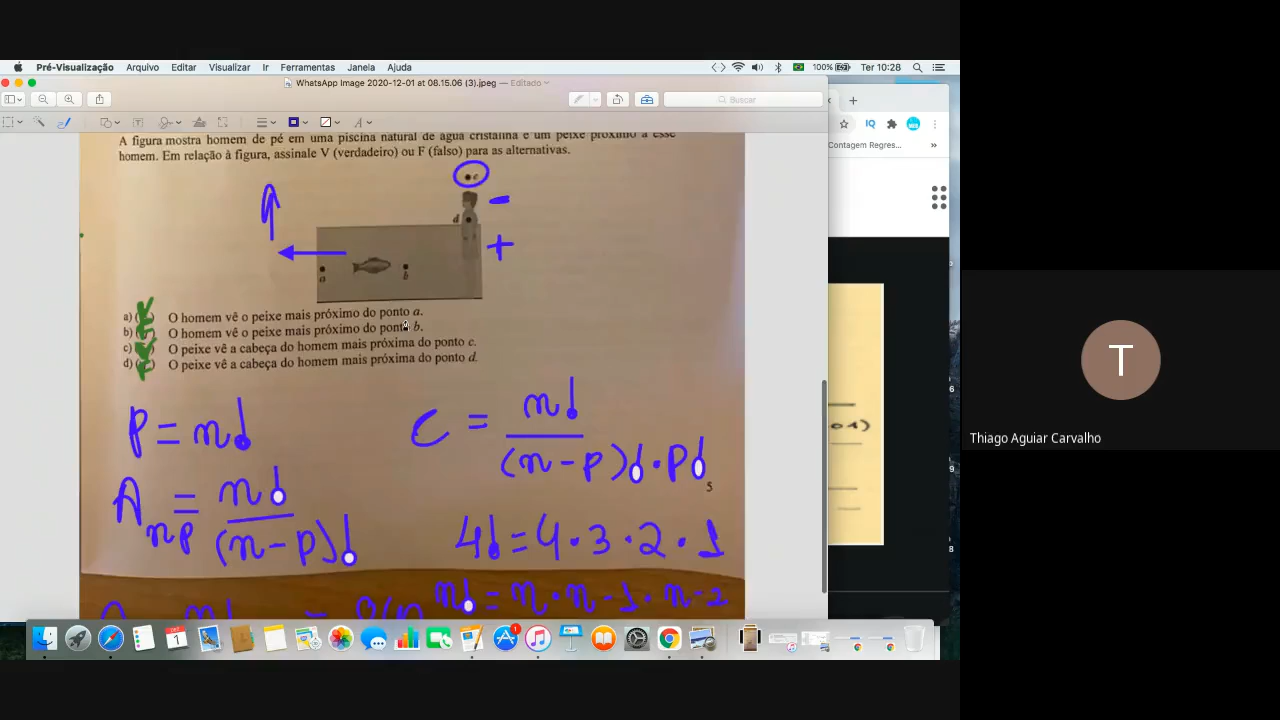 Pré-Visualização Arquivo Editar Visualizar Ir Ferramentas Janela Ajuda 100% Ter 10:28
WhatsApp Image 2020-12-01 at 08.15.06 (3).jpeg — Editado
Buscar
Contagem Regres...
A figura mostra homem de pé em uma piscina natural de água cristalina e um peixe próximo a esse
homem. Em relação à figura, assinale V (verdadeiro) ou F (falso) para as alternativas.
c
-
d
+
a
b
a) O homem vê o peixe mais próximo do ponto a.
b) O homem vê o peixe mais próximo do ponto b.
c) O peixe vê a cabeça do homem mais próxima do ponto c.
d) O peixe vê a cabeça do homem mais próxima do ponto d.
P = n!
C = n! / (n-p)! · p!
5
A n p = n! / (n-p)!
4! = 4 · 3 · 2 · 1
n! = n · n-1 · n-2
T
Thiago Aguiar Carvalho